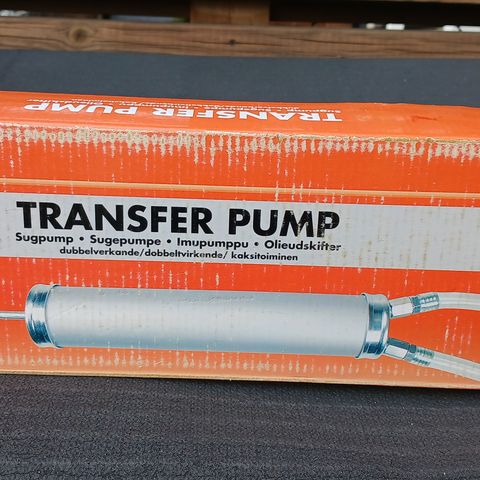 TRANSFER PUMP
TRANSFER PUMP
Sugpump • Sugepumpe • Imupumppu • Olieudskifter
dubbelverkande/dobbeltvirkende/ kaksitoiminen